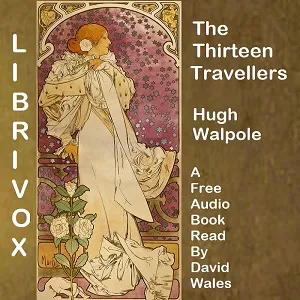 LIBRIVOX
The
Thirteen
Travellers
Hugh
Walpole
A
Free
Audio
Book
Read
By
David
Wales